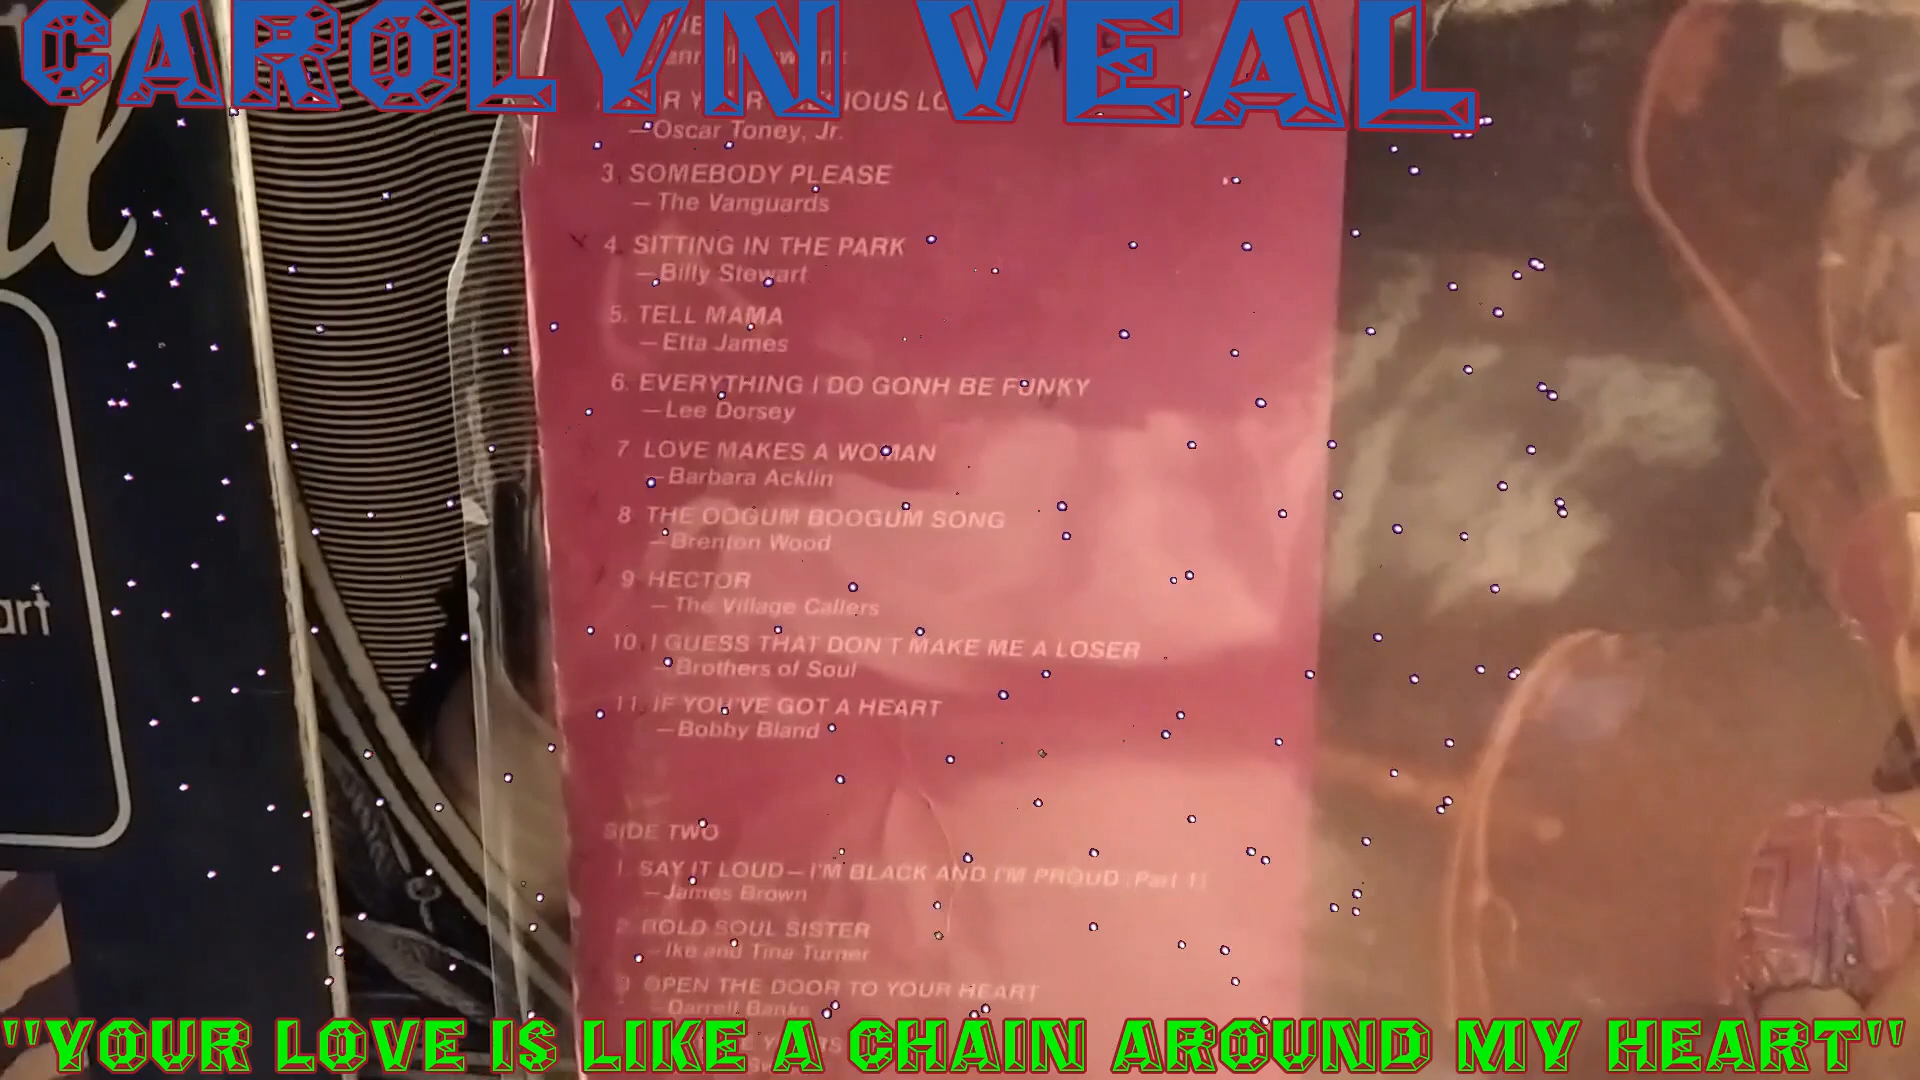 CAROLYN VEAL
Oscar Toney, Jr.
3. SOMEBODY PLEASE
— The Vanguards
4. SITTING IN THE PARK
— Billy Stewart
5. TELL MAMA
— Etta James
6. EVERYTHING I DO GONH BE FUNKY
— Lee Dorsey
7 LOVE MAKES A WOMAN
— Barbara Acklin
8 THE OOGUM BOOGUM SONG
— Brenton Wood
9 HECTOR
— The Village Callers
10. I GUESS THAT DON'T MAKE ME A LOSER
— Brothers of Soul
11. IF YOU'VE GOT A HEART
— Bobby Bland
SIDE TWO
1. SAY IT LOUD — I'M BLACK AND I'M PROUD (Part 1)
— James Brown
2. BOLD SOUL SISTER
— Ike and Tina Turner
3 OPEN THE DOOR TO YOUR HEART
— Darrell Banks
art
"YOUR LOVE IS LIKE A CHAIN AROUND MY HEART"